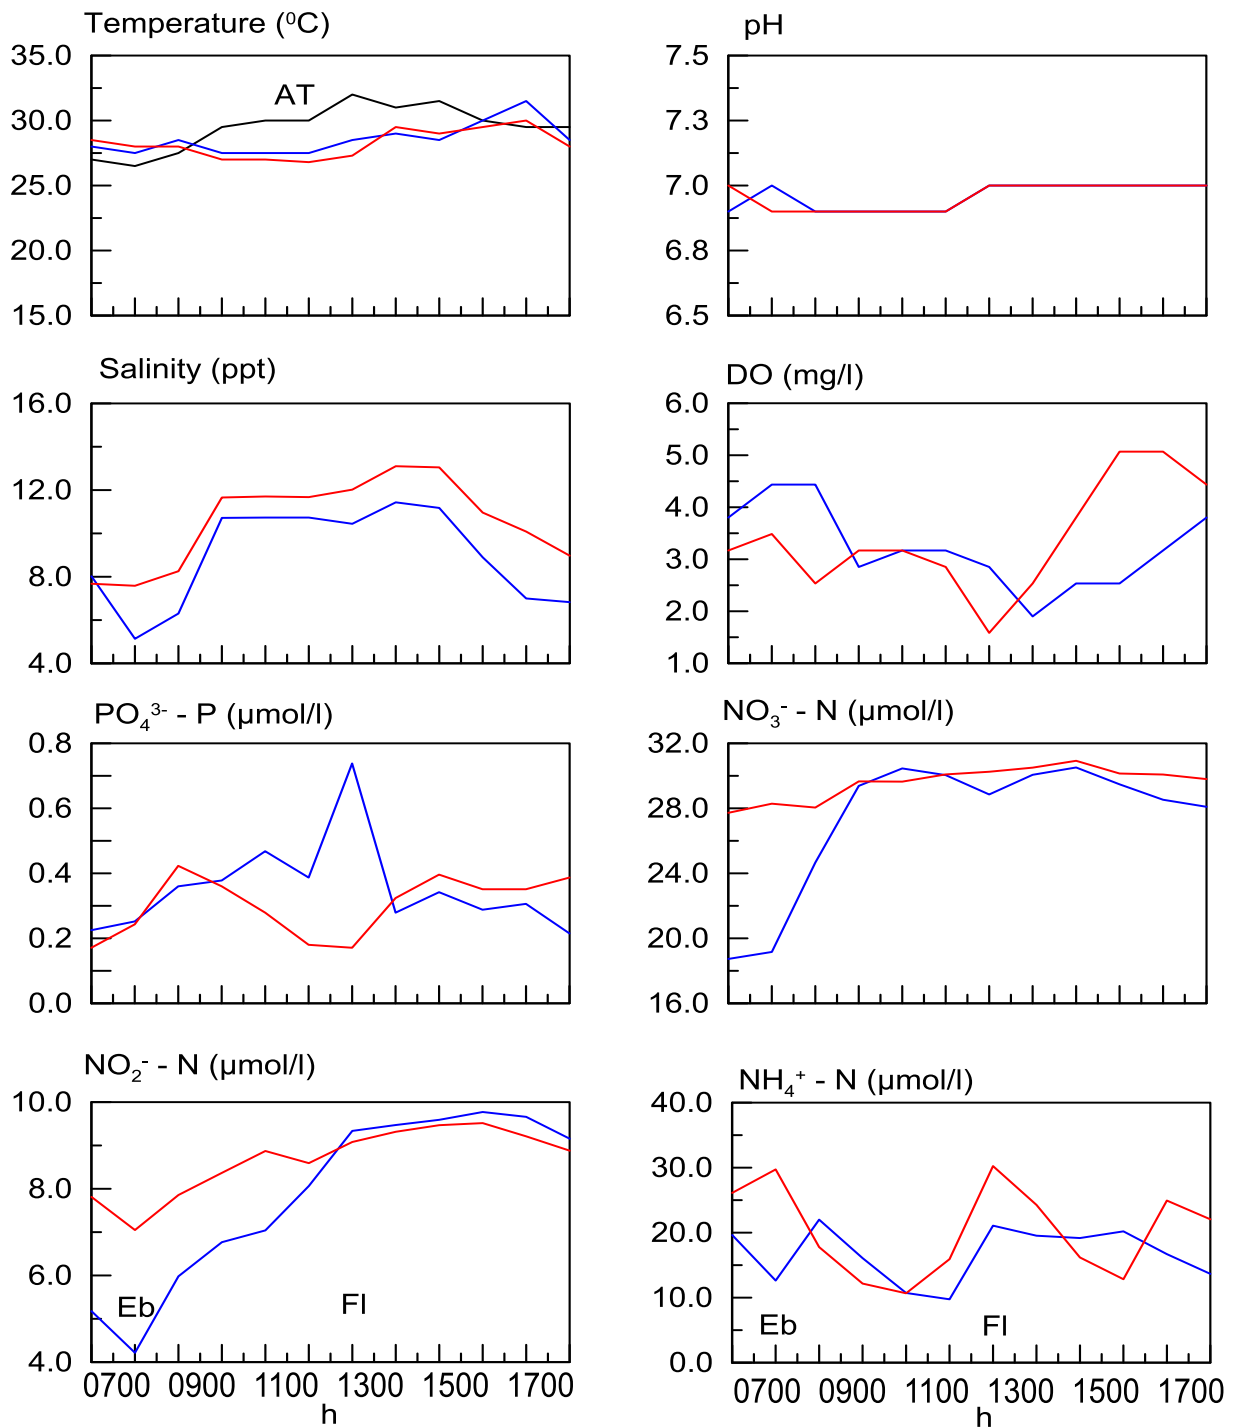 Temperature (⁰C)
35.0
30.0
25.0
20.0
15.0
AT
pH
7.5
7.3
7.0
6.8
6.5
Salinity (ppt)
16.0
12.0
8.0
4.0
DO (mg/l)
6.0
5.0
4.0
3.0
2.0
1.0
PO₄³⁻ - P (µmol/l)
0.8
0.6
0.4
0.2
0.0
NO₃⁻ - N (µmol/l)
32.0
28.0
24.0
20.0
16.0
NO₂⁻ - N (µmol/l)
10.0
8.0
6.0
4.0
Eb
Fl
0700 0900 1100 1300 1500 1700
h
NH₄⁺ - N (µmol/l)
40.0
30.0
20.0
10.0
0.0
Eb
Fl
0700 0900 1100 1300 1500 1700
h